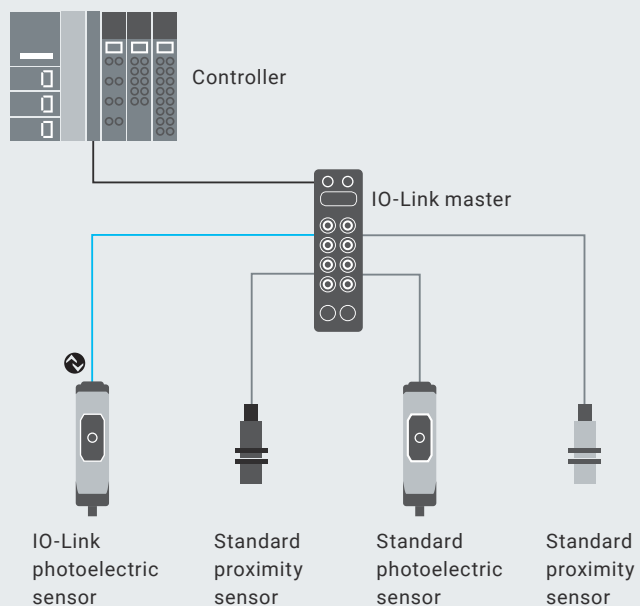 Controller
IO-Link master
IO-Link
photoelectric
sensor
Standard
proximity
sensor
Standard
photoelectric
sensor
Standard
proximity
sensor